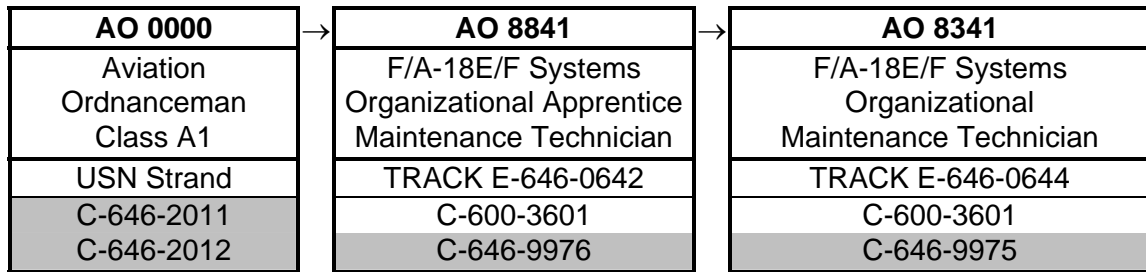 AO 0000 → AO 8841 → AO 8341
Aviation F/A-18E/F Systems F/A-18E/F Systems
Ordnanceman Organizational Apprentice Organizational
Class A1 Maintenance Technician Maintenance Technician
USN Strand TRACK E-646-0642 TRACK E-646-0644
C-646-2011 C-600-3601 C-600-3601
C-646-2012 C-646-9976 C-646-9975